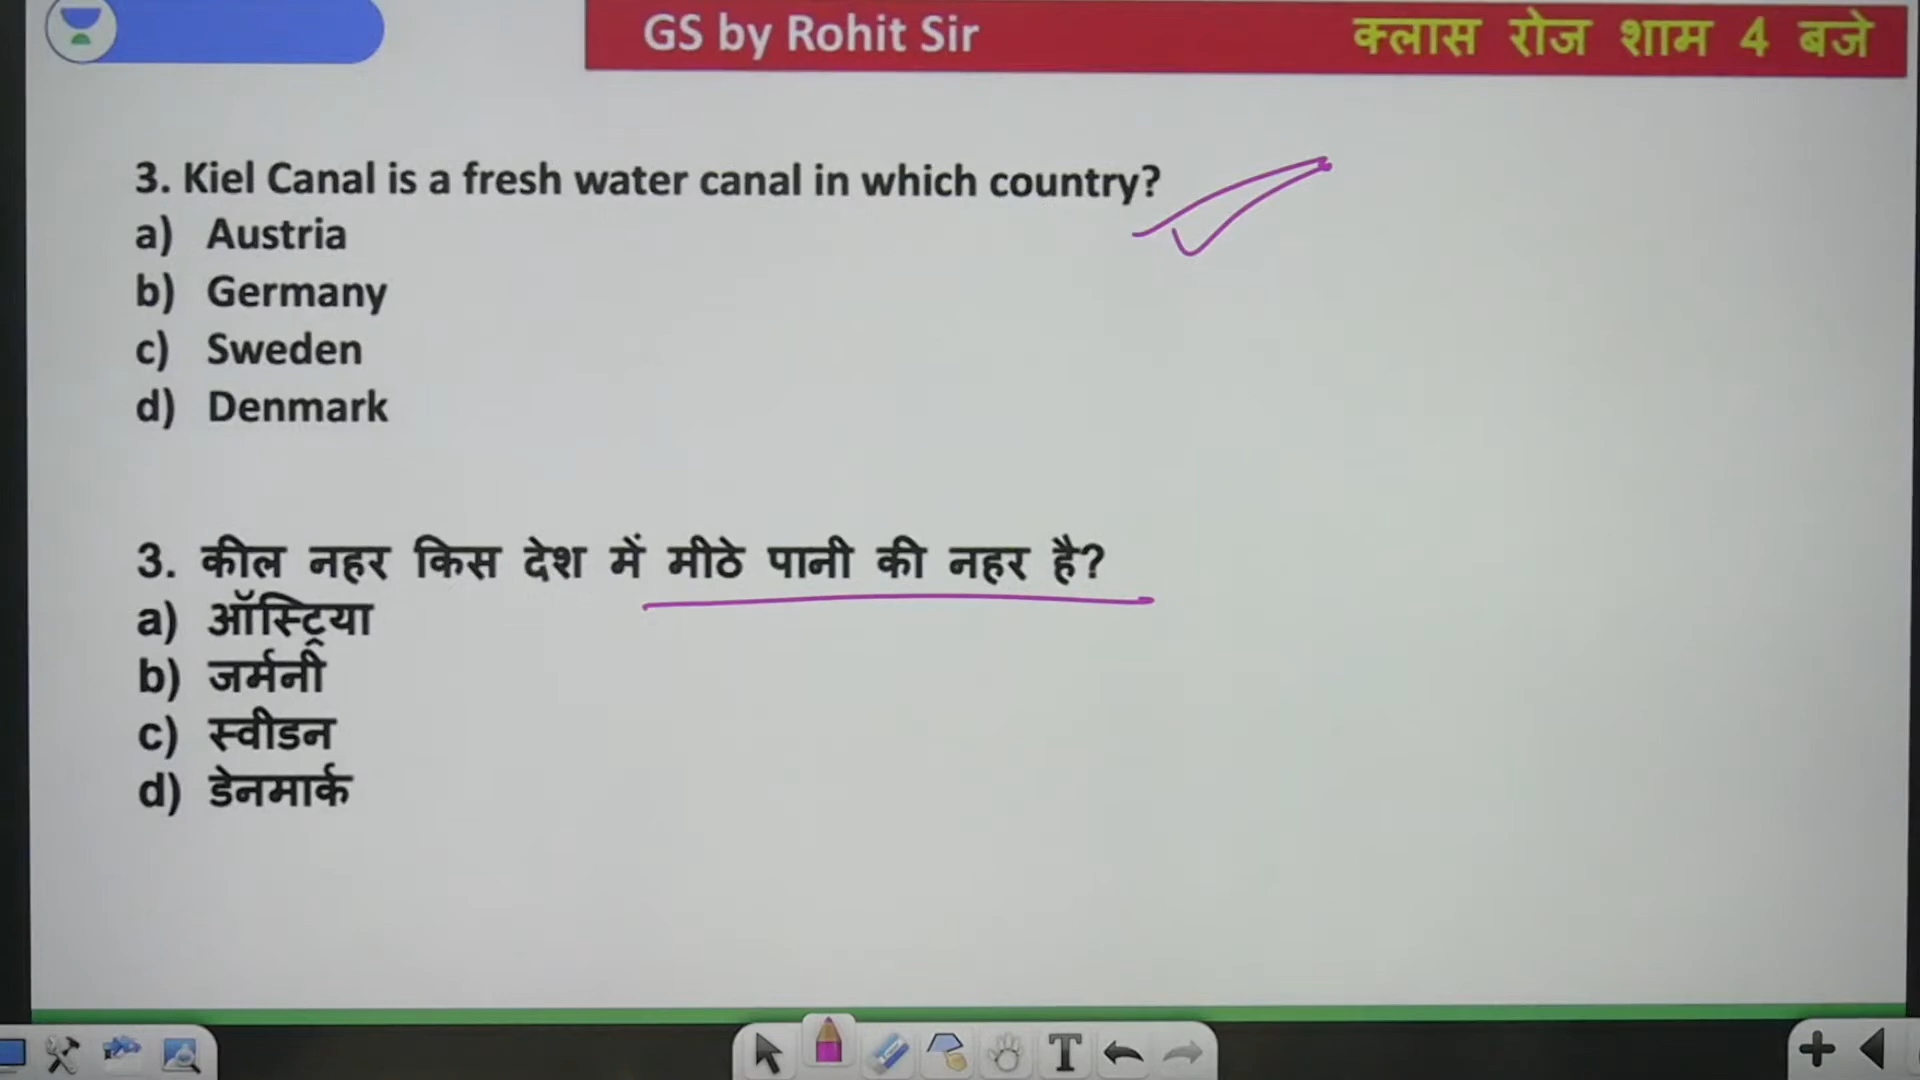 GS by Rohit Sir
क्लास रोज शाम 4 बजे
3. Kiel Canal is a fresh water canal in which country?
a) Austria
b) Germany
c) Sweden
d) Denmark
3. कील नहर किस देश में मीठे पानी की नहर है?
a) ऑस्ट्रिया
b) जर्मनी
c) स्वीडन
d) डेनमार्क
T